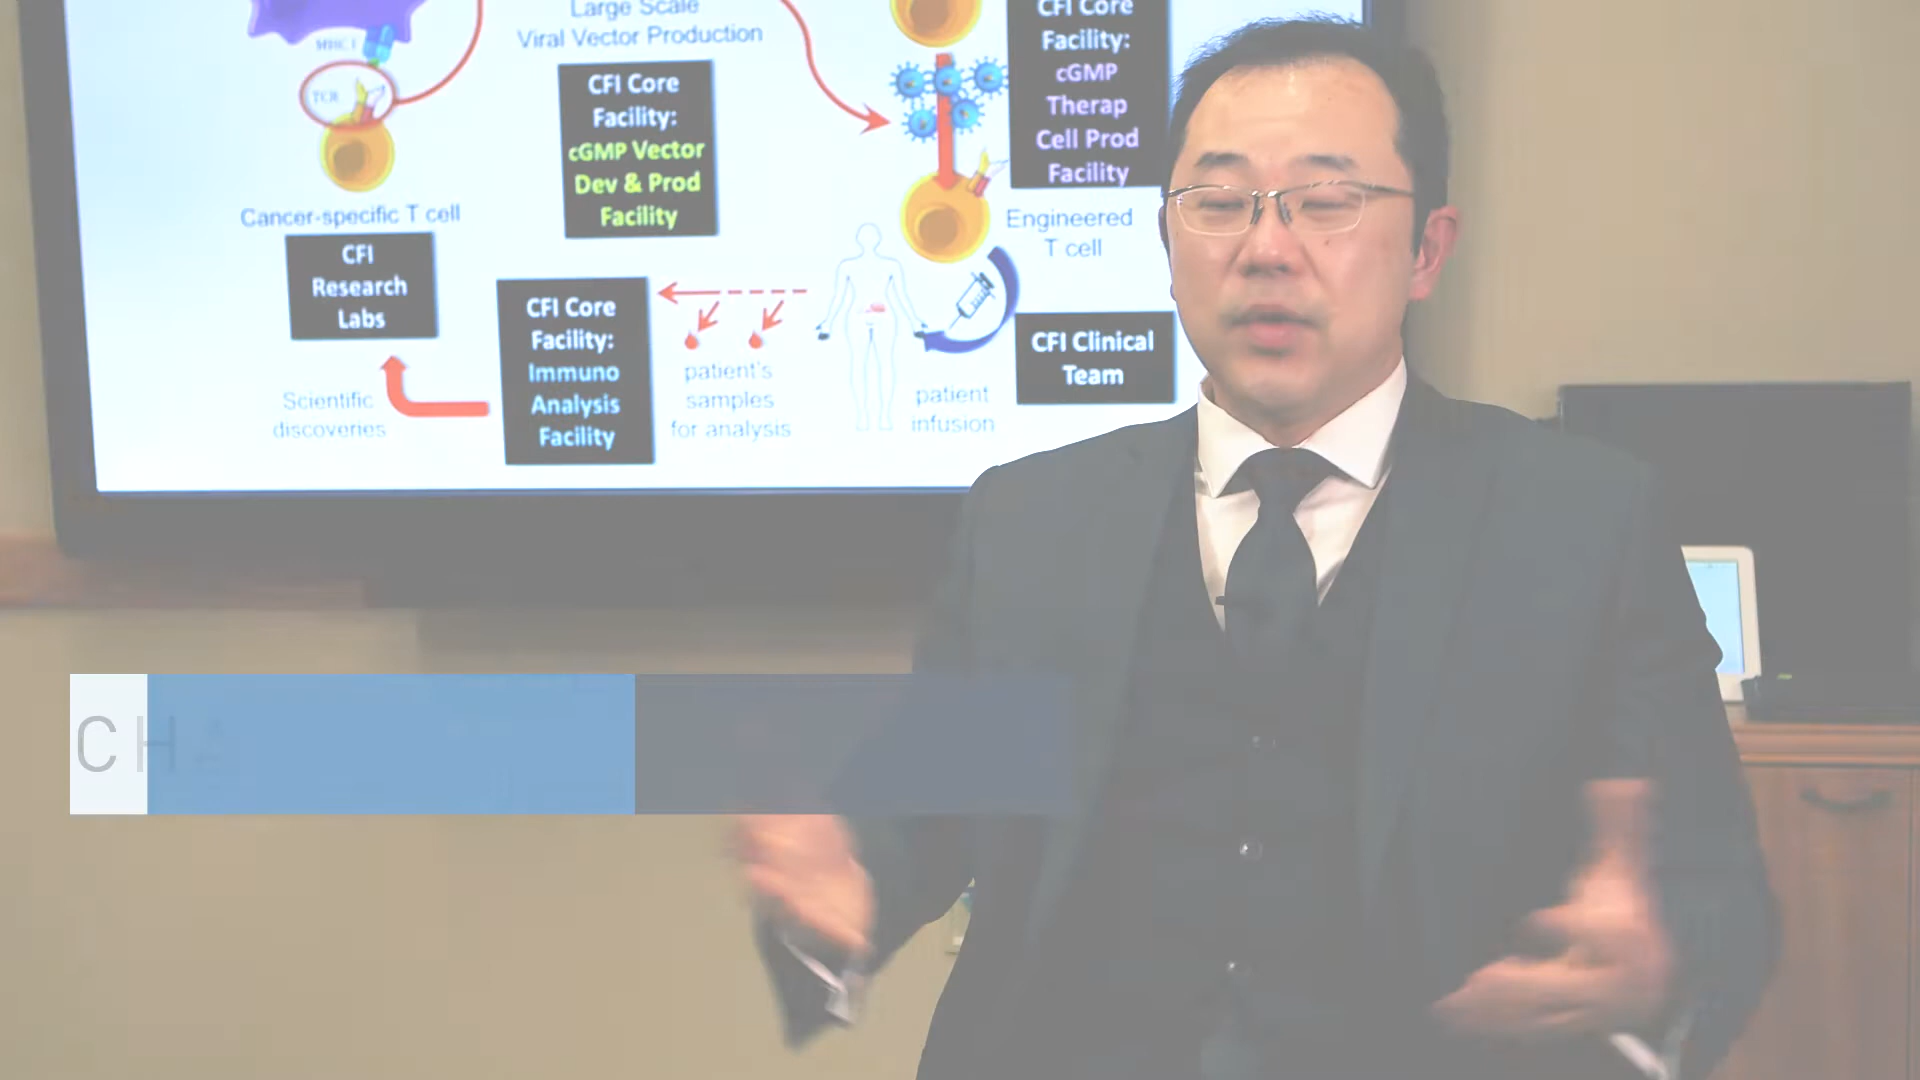 Large Scale
Viral Vector Production
MHC I
TCR
Cancer-specific T cell
CFI
Research
Labs
CFI Core
Facility:
cGMP Vector
Dev & Prod
Facility
CFI Core
Facility:
cGMP
Therap
Cell Prod
Facility
Engineered
T cell
CFI Core
Facility:
Immuno
Analysis
Facility
patient's
samples
for analysis
patient
infusion
CFI Clinical
Team
Scientific
discoveries
CH